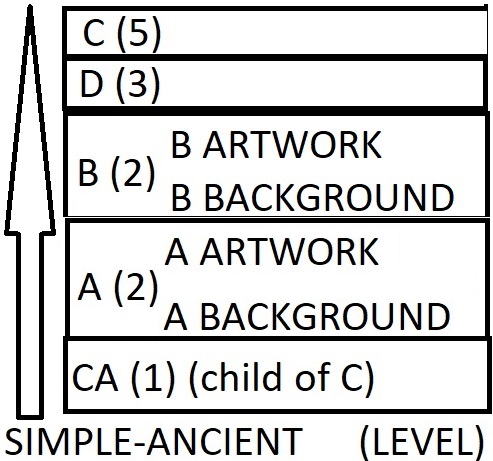 C (5)
D (3)
B ARTWORK
B (2)
B BACKGROUND
A ARTWORK
A (2)
A BACKGROUND
CA (1) (child of C)
SIMPLE-ANCIENT (LEVEL)